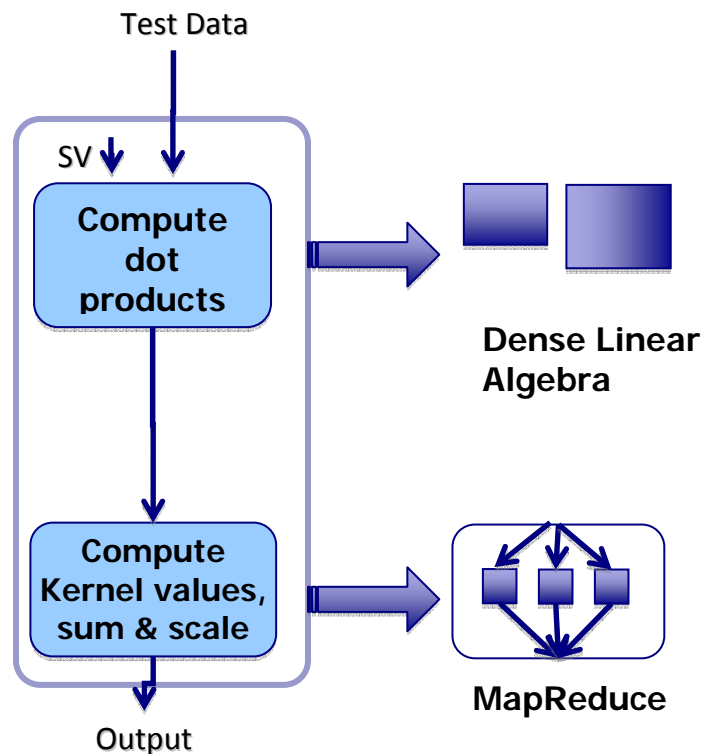 Test Data
SV
Compute
dot
products
Dense Linear
Algebra
Compute
Kernel values,
sum & scale
MapReduce
Output